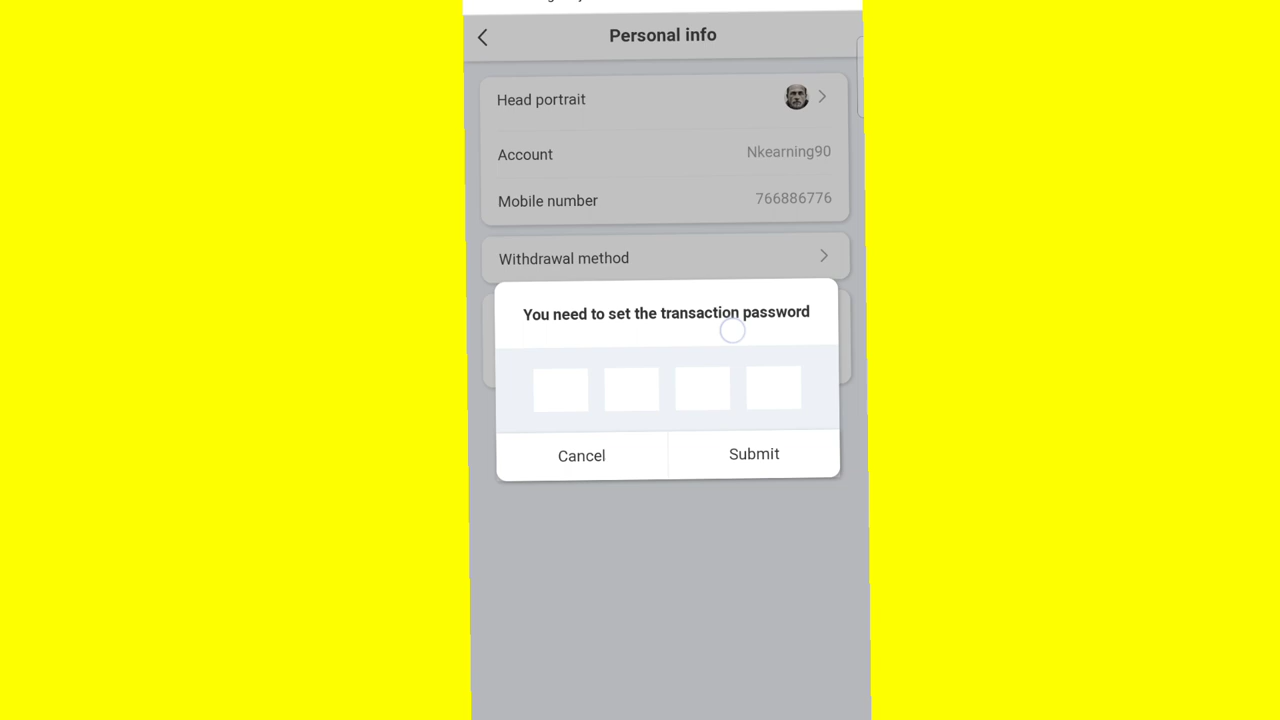 Personal info
Head portrait
Account Nkearning90
Mobile number 766886776
Withdrawal method
You need to set the transaction password
Cancel Submit